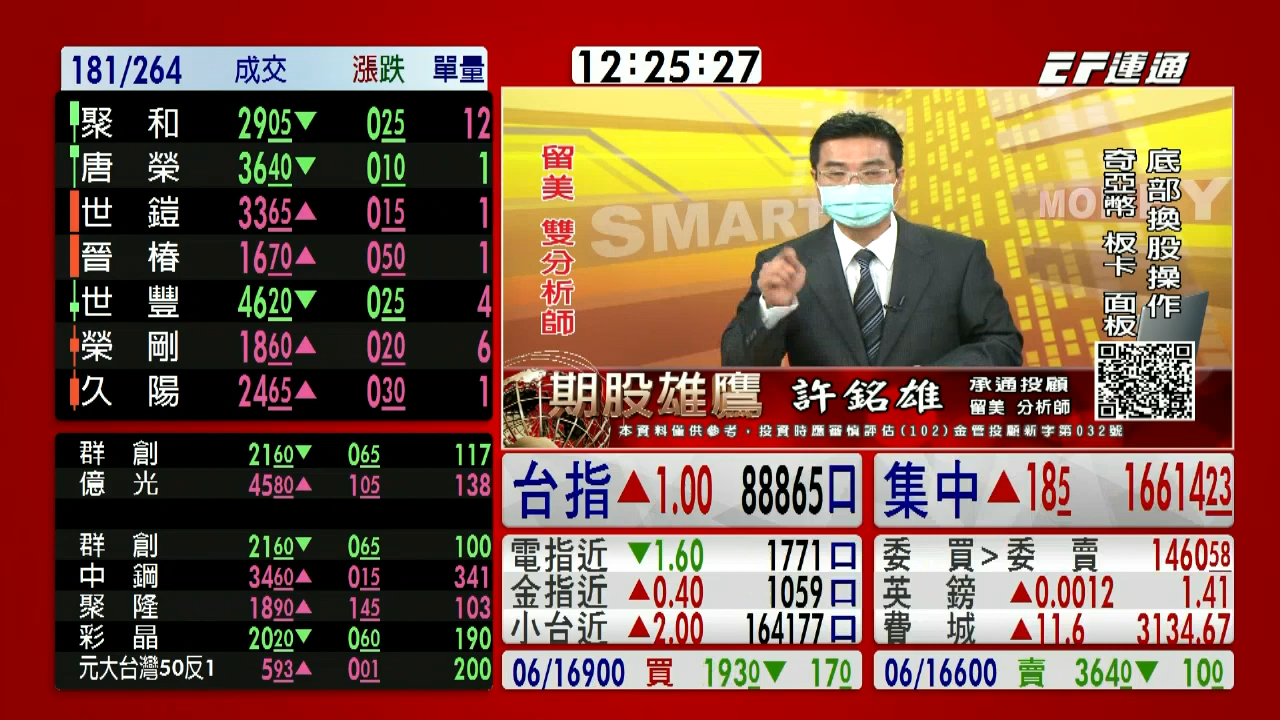 181/264 成交 漲跌 單量
聚和 2905▼ 025 12
唐榮 3640▼ 010 1
世鎧 3365▲ 015 1
晉椿 1670▲ 050 1
世豐 4620▼ 025 4
榮剛 1860▲ 020 6
久陽 2465▲ 030 1
群創 2160▼ 065 117
億光 4580▲ 105 138
群創 2160▼ 065 100
中鋼 3460▲ 015 341
聚隆 1890▲ 145 103
彩晶 2020▼ 060 190
元大台灣50反1 593▲ 001 200
12:25:27
EF運通
留美 雙分析師
SMART MONEY
底部換股操作
奇亞幣 板卡 面板
期股雄鷹 許銘雄
承通投顧
留美 分析師
本資料僅供參考，投資時應審慎評估(102)金管投顧新字第032號
台指▲1.00 88865口
集中▲185 1661423
電指近 ▼1.60 1771口
金指近 ▲0.40 1059口
小台近 ▲2.00 164177口
委買>委賣 146058
英鎊 ▲0.0012 1.41
費城 ▲11.6 3134.67
06/16900 買 1930▼ 170
06/16600 賣 3640▼ 100